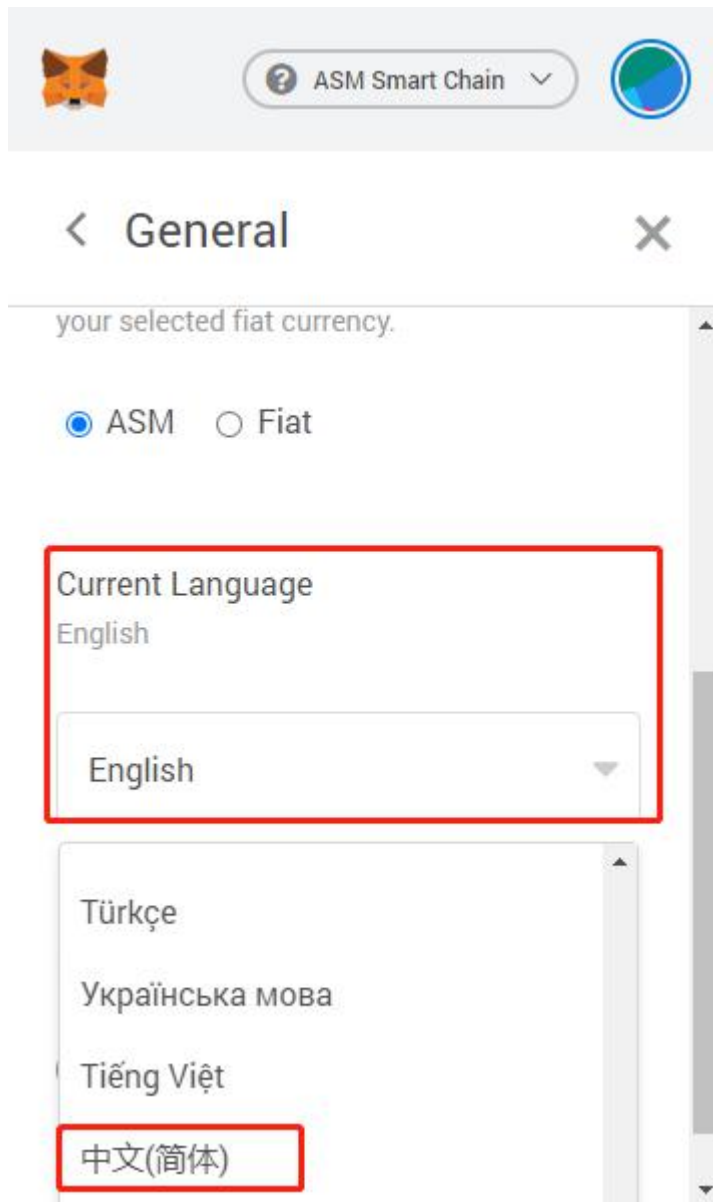 ASM Smart Chain
General
your selected fiat currency.
ASM Fiat
Current Language
English
English
Türkçe
Українська мова
Tiếng Việt
中文(简体)